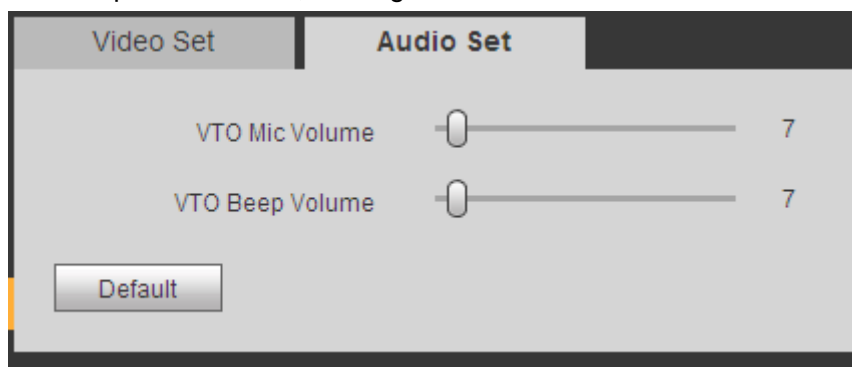 Video Set Audio Set
VTO Mic Volume 7
VTO Beep Volume 7
Default